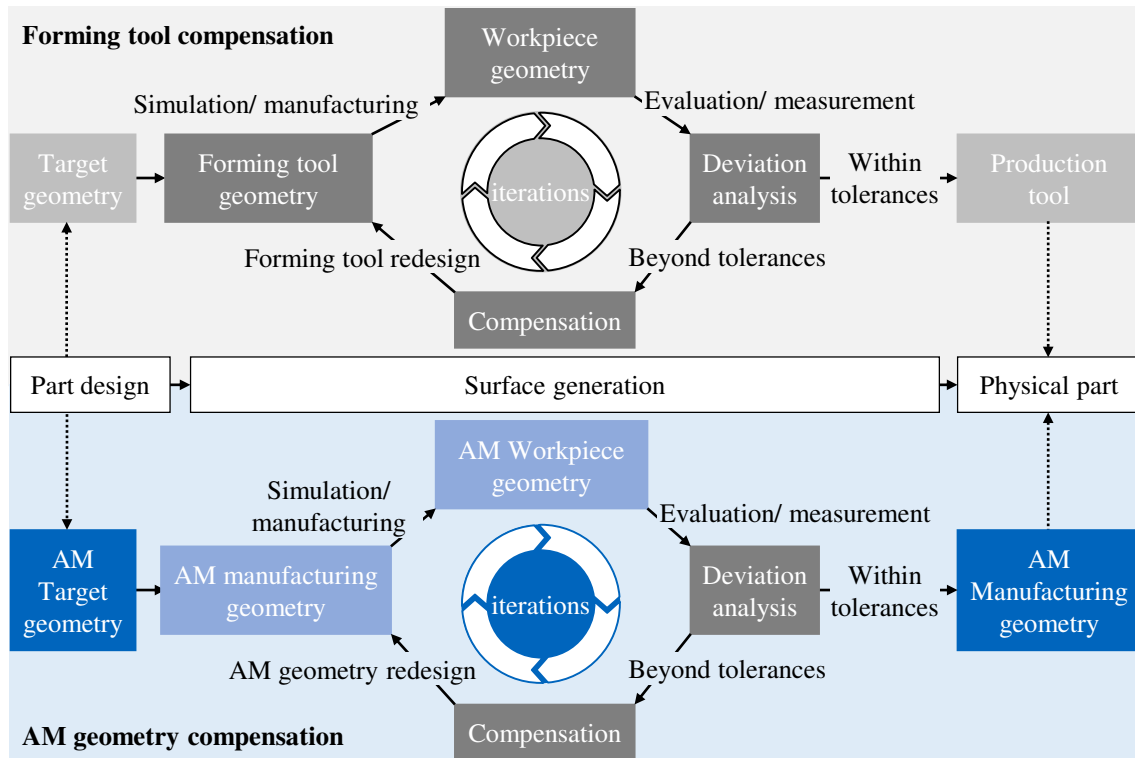 Forming tool compensation
Workpiece
geometry
Simulation/ manufacturing
Evaluation/ measurement
Target
geometry
Forming tool
geometry
iterations
Deviation
analysis
Within
tolerances
Production
tool
Forming tool redesign
Beyond tolerances
Compensation
Part design
Surface generation
Physical part
AM Workpiece
geometry
Simulation/
manufacturing
Evaluation/ measurement
AM
Target
geometry
AM manufacturing
geometry
iterations
Deviation
analysis
Within
tolerances
AM
Manufacturing
geometry
AM geometry redesign
Beyond tolerances
Compensation
AM geometry compensation